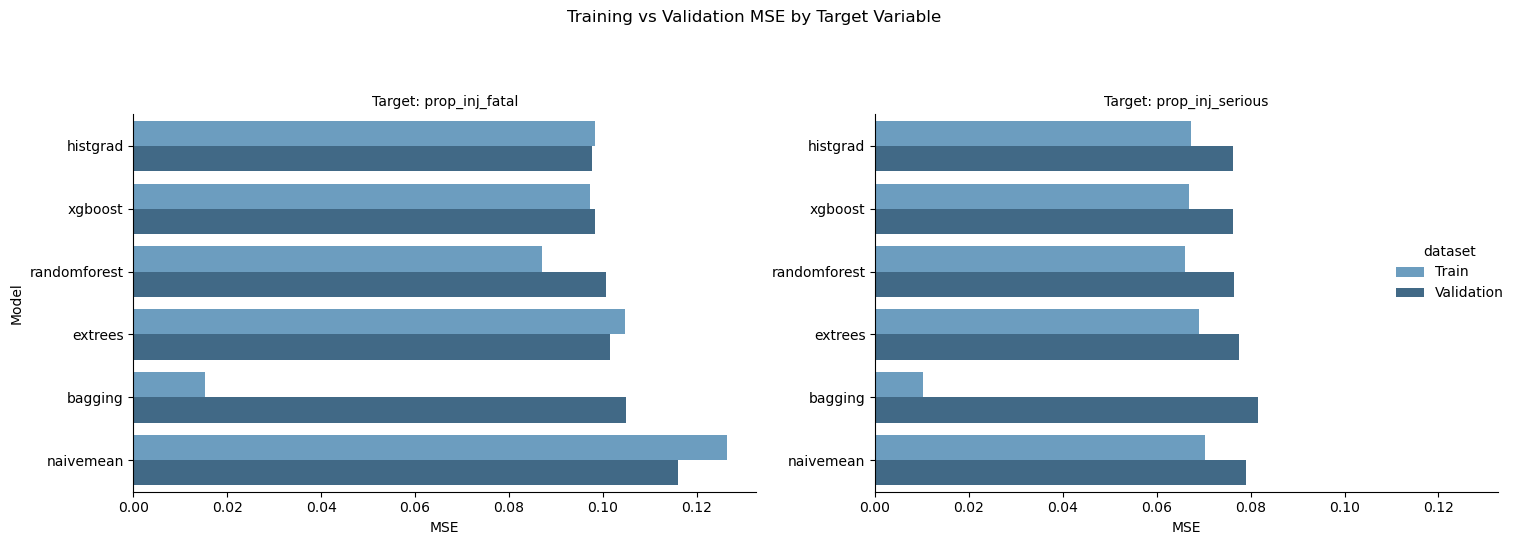 Training vs Validation MSE by Target Variable
Target: prop_inj_fatal
histgrad
xgboost
randomforest
extrees
bagging
naivemean
Model
0.00 0.02 0.04 0.06 0.08 0.10 0.12
MSE
Target: prop_inj_serious
histgrad
xgboost
randomforest
extrees
bagging
naivemean
0.00 0.02 0.04 0.06 0.08 0.10 0.12
MSE
dataset
Train
Validation